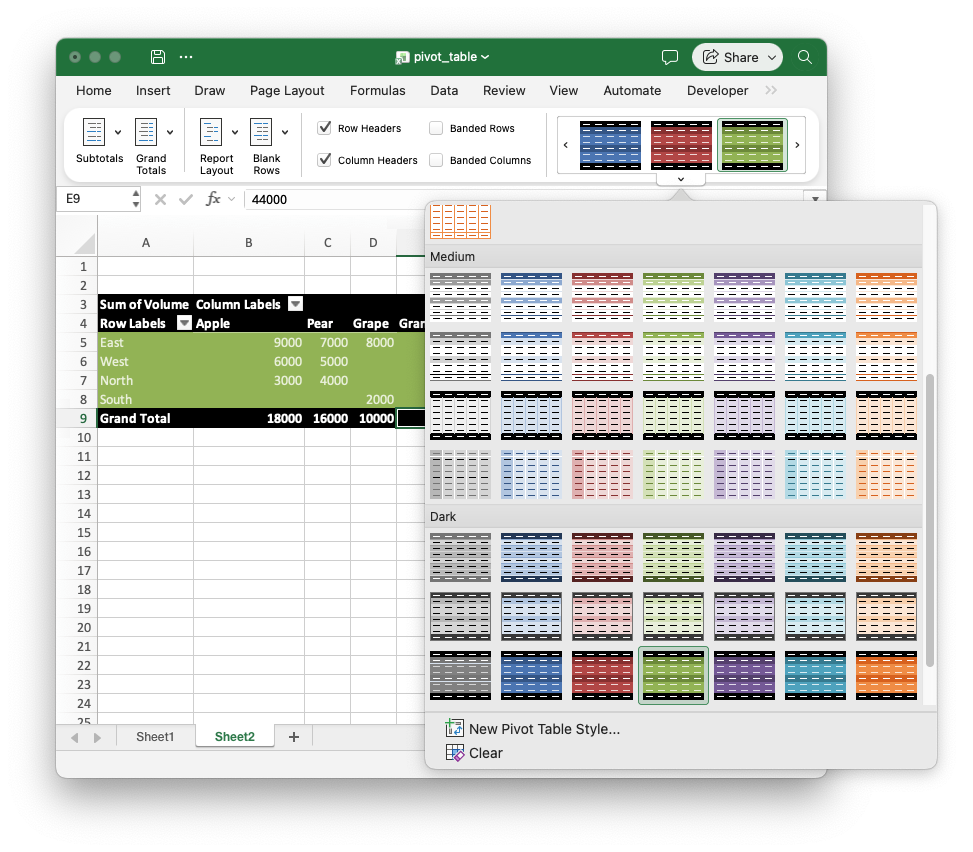 pivot_table
Share
Home Insert Draw Page Layout Formulas Data Review View Automate Developer
Subtotals
Grand Totals
Report Layout
Blank Rows
Row Headers
Banded Rows
Column Headers
Banded Columns
E9 fx 44000
A B C D
Medium
1
2
3 Sum of Volume Column Labels
4 Row Labels Apple Pear Grape Gran
5 East 9000 7000 8000
6 West 6000 5000
7 North 3000 4000
8 South 2000
9 Grand Total 18000 16000 10000
10
11
12
13
Dark
14
15
16
17
18
19
20
21
22
23
24
25
New Pivot Table Style...
Clear
Sheet1 Sheet2 +